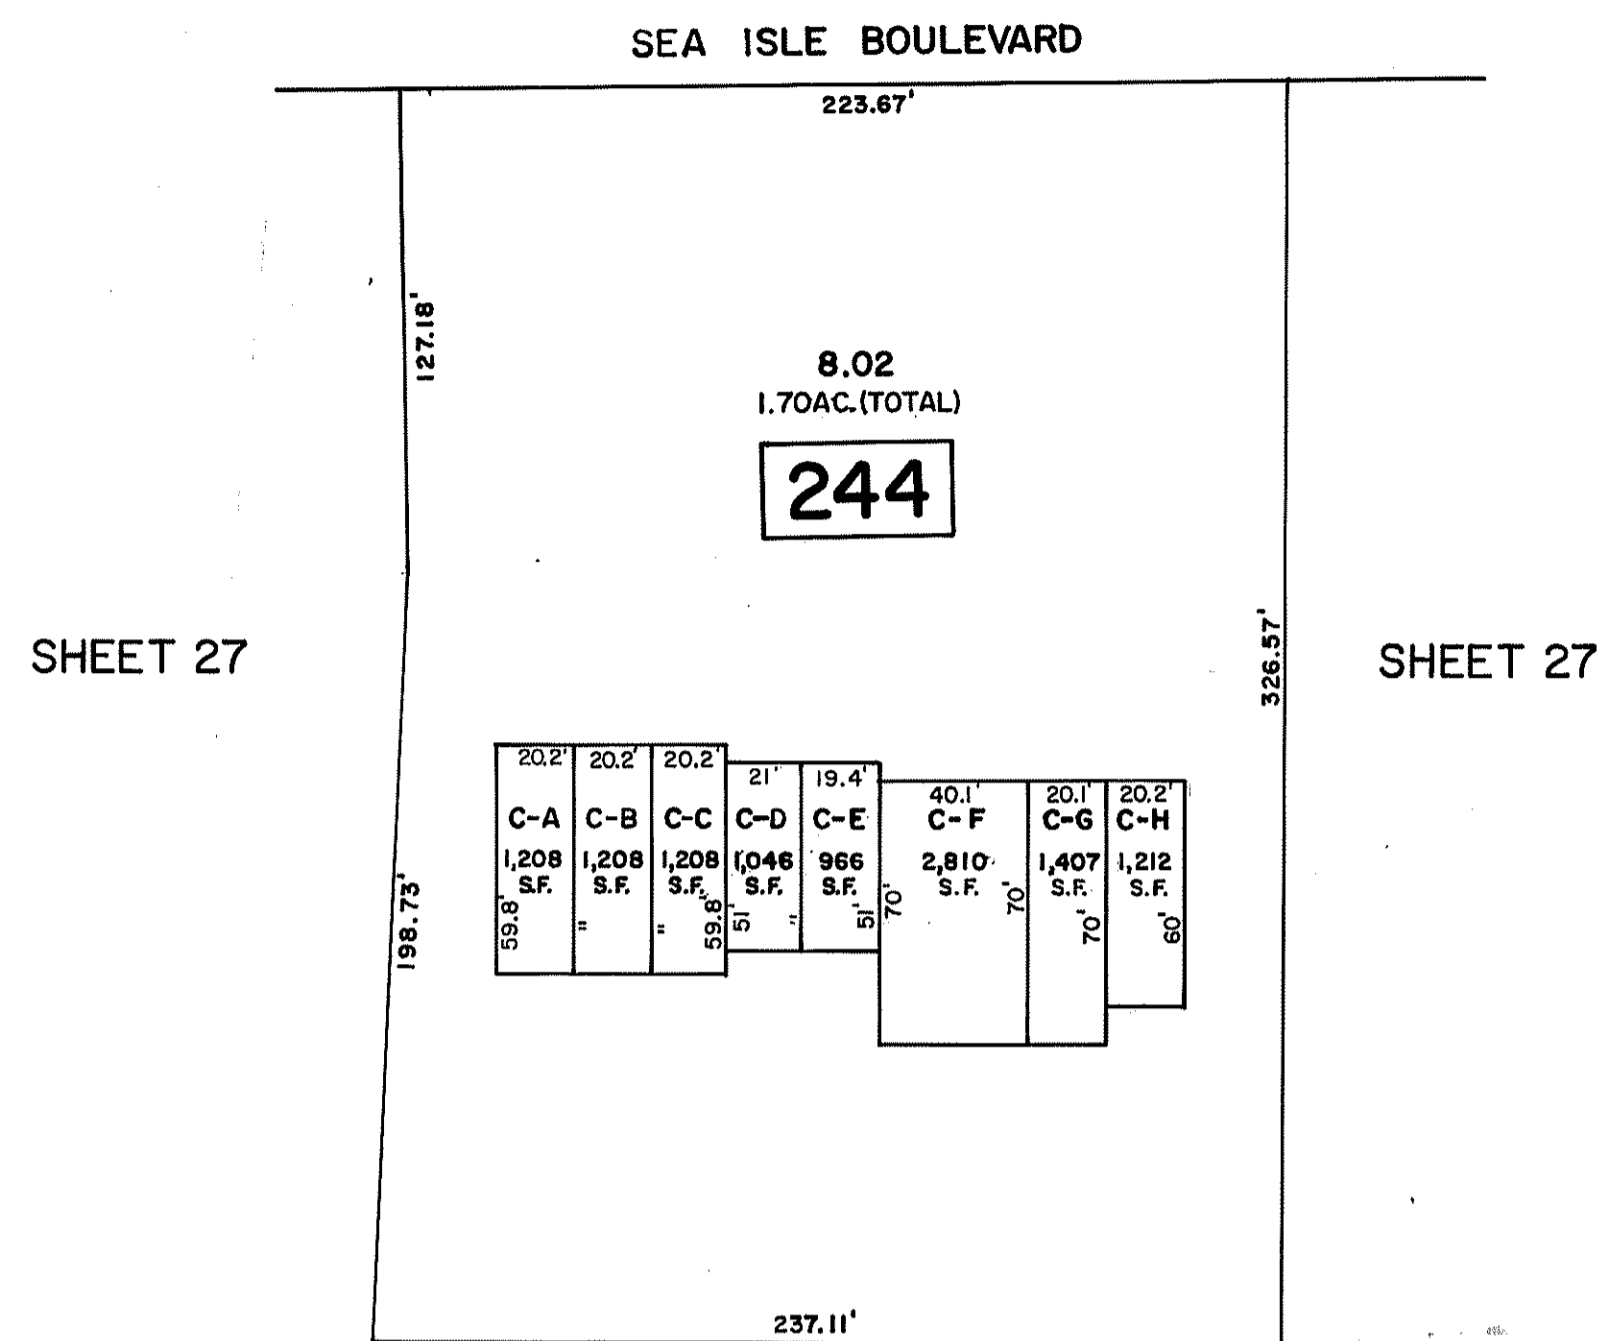 SEA ISLE BOULEVARD
223.67'
127.18'
8.02
1.70AC.(TOTAL)
244
SHEET 27
326.57'
SHEET 27
20.2' 20.2' 20.2' 21' 19.4' 40.1' 20.1' 20.2'
C-A C-B C-C C-D C-E C-F C-G C-H
1,208 1,208 1,208 1,046 966 2,810 1,407 1,212
S.F. S.F. S.F. S.F. S.F. S.F. S.F. S.F.
59.8' " " 59.8' 51' " 51' 70' 70' 70' 60'
198.73'
237.11'